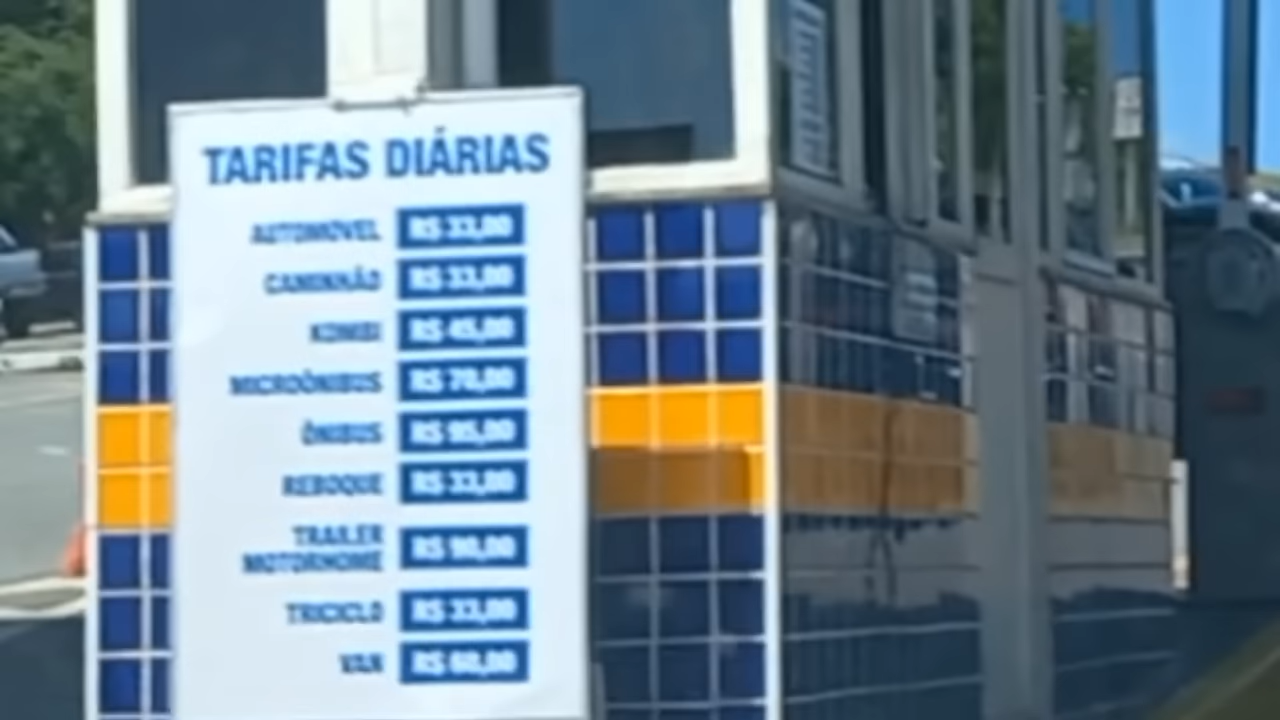 TARIFAS DIÁRIAS
AUTOMÓVEL R$ 33,00
CAMINHÃO R$ 33,00
KOMBI R$ 45,00
MICROÔNIBUS R$ 70,00
ÔNIBUS R$ 95,00
REBOQUE R$ 33,00
TRAILER
MOTORHOME R$ 90,00
TRICICLO R$ 33,00
VAN R$ 60,00